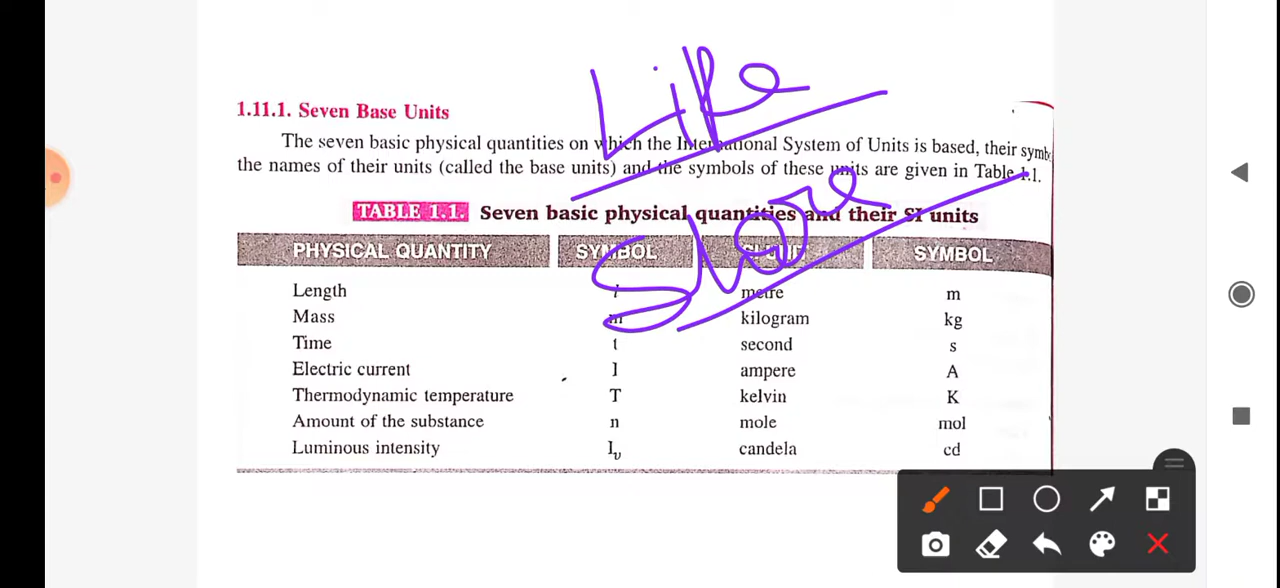 Like
1.11.1. Seven Base Units
The seven basic physical quantities on which the International System of Units is based, their symb
the names of their units (called the base units) and the symbols of these units are given in Table 1.1.
Share
TABLE 1.1. Seven basic physical quantities and their SI units
PHYSICAL QUANTITY SYMBOL SI UNIT SYMBOL
Length l metre m
Mass m kilogram kg
Time t second s
Electric current I ampere A
Thermodynamic temperature T kelvin K
Amount of the substance n mole mol
Luminous intensity Iv candela cd